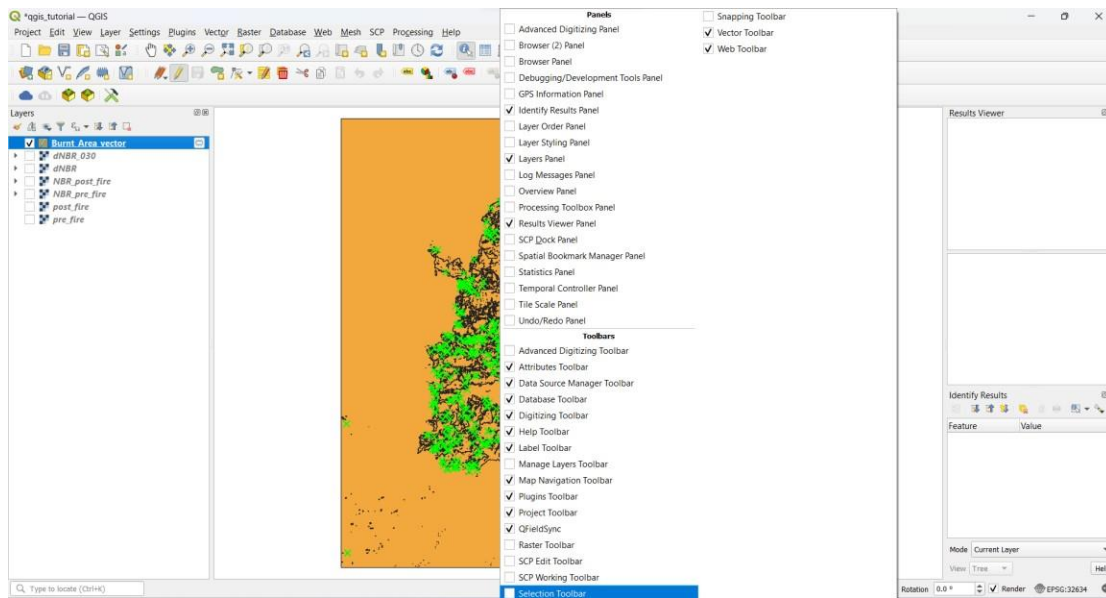 *qgis_tutorial — QGIS
Project Edit View Layer Settings Plugins Vector Raster Database Web Mesh SCP Processing Help
Layers
Burnt_Area_vector
dNBR_030
dNBR
NBR_post_fire
NBR_pre_fire
post_fire
pre_fire
Panels
Advanced Digitizing Panel
Browser (2) Panel
Browser Panel
Debugging/Development Tools Panel
GPS Information Panel
Identify Results Panel
Layer Order Panel
Layer Styling Panel
Layers Panel
Log Messages Panel
Overview Panel
Processing Toolbox Panel
Results Viewer Panel
SCP Dock Panel
Spatial Bookmark Manager Panel
Statistics Panel
Temporal Controller Panel
Tile Scale Panel
Undo/Redo Panel
Toolbars
Advanced Digitizing Toolbar
Attributes Toolbar
Data Source Manager Toolbar
Database Toolbar
Digitizing Toolbar
Help Toolbar
Label Toolbar
Manage Layers Toolbar
Map Navigation Toolbar
Plugins Toolbar
Project Toolbar
QFieldSync
Raster Toolbar
SCP Edit Toolbar
SCP Working Toolbar
Selection Toolbar
Snapping Toolbar
Vector Toolbar
Web Toolbar
Results Viewer
Identify Results
Feature Value
Mode Current Layer
View Tree Hel
Type to locate (Ctrl+K)
Rotation 0.0 ° Render EPSG:32634